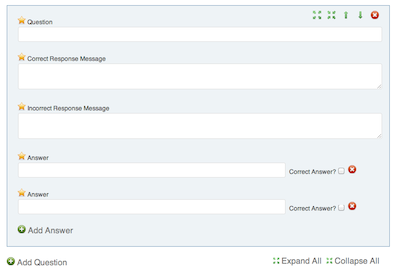 Question
Correct Response Message
Incorrect Response Message
Answer
Correct Answer?
Answer
Correct Answer?
Add Answer
Add Question Expand All Collapse All